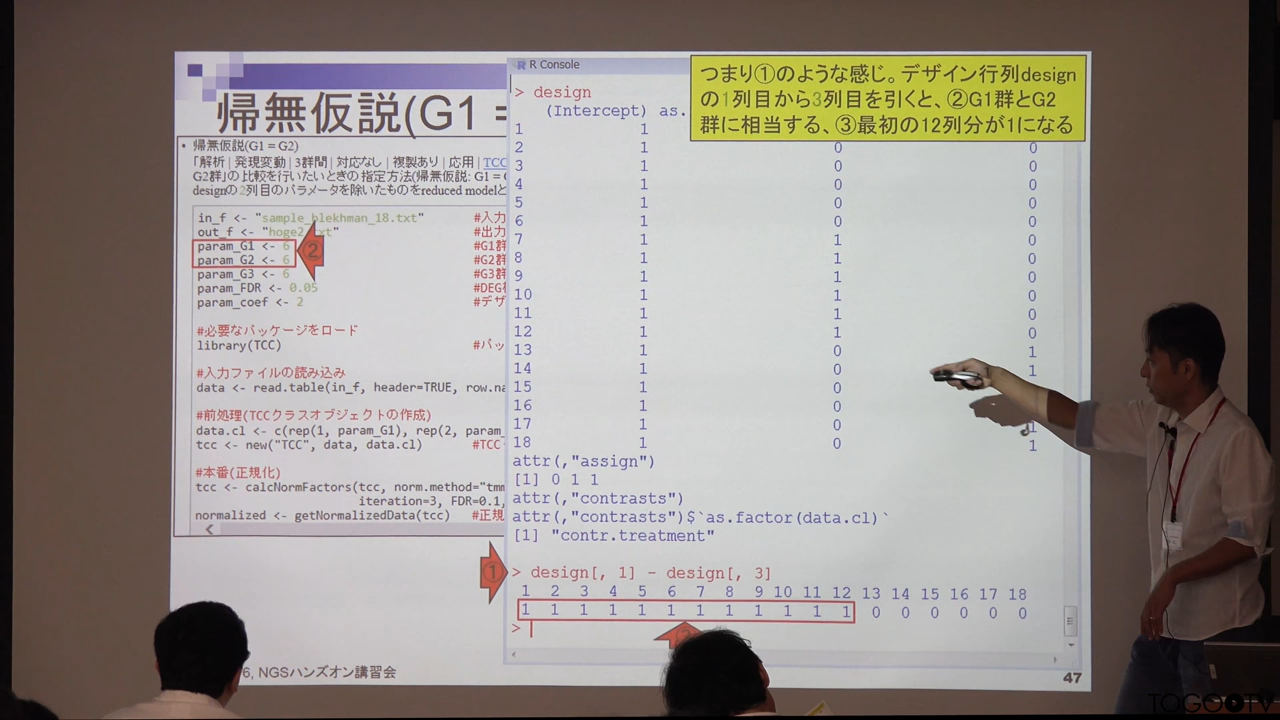 帰無仮説(G1 =
• 帰無仮説(G1 = G2)
「解析 | 発現変動 | 3群間 | 対応なし | 複製あり | 応用 | TCC
G2群」の比較を行いたいときの指定方法(帰無仮説: G1 = G
designの2列目のパラメータを除いたものをreduced modelと
in_f <- "sample_blekhman_18.txt" #入力
out_f <- "hoge2.txt" #出力
param_G1 <- 6 #G1群
param_G2 <- 6 #G2群
param_G3 <- 6 #G3群
param_FDR <- 0.05 #DEG検
param_coef <- 2 #デザ
②
#必要なパッケージをロード
library(TCC) #パッ
#入力ファイルの読み込み
data <- read.table(in_f, header=TRUE, row.na
#前処理(TCCクラスオブジェクトの作成)
data.cl <- c(rep(1, param_G1), rep(2, param_
tcc <- new("TCC", data, data.cl) #TCC
#本番(正規化)
tcc <- calcNormFactors(tcc, norm.method="tmm
iteration=3, FDR=0.1,
normalized <- getNormalizedData(tcc) #正規
つまり①のような感じ。デザイン行列design
の1列目から3列目を引くと、②G1群とG2
群に相当する、③最初の12列分が1になる
R Console
> design
(Intercept) as.
1 1
2 1 0 0
3 1 0 0
4 1 0 0
5 1 0 0
6 1 0 0
7 1 1 0
8 1 1 0
9 1 1 0
10 1 1 0
11 1 1 0
12 1 1 0
13 1 0 1
14 1 0 1
15 1 0
16 1 0
17 1 0 1
18 1 0 1
attr(,"assign")
[1] 0 1 1
attr(,"contrasts")
attr(,"contrasts")$`as.factor(data.cl)`
[1] "contr.treatment"
① > design[, 1] - design[, 3]
1 2 3 4 5 6 7 8 9 10 11 12 13 14 15 16 17 18
1 1 1 1 1 1 1 1 1 1 1 1 0 0 0 0 0 0
>
6, NGSハンズオン講習会
47
TOGOTV